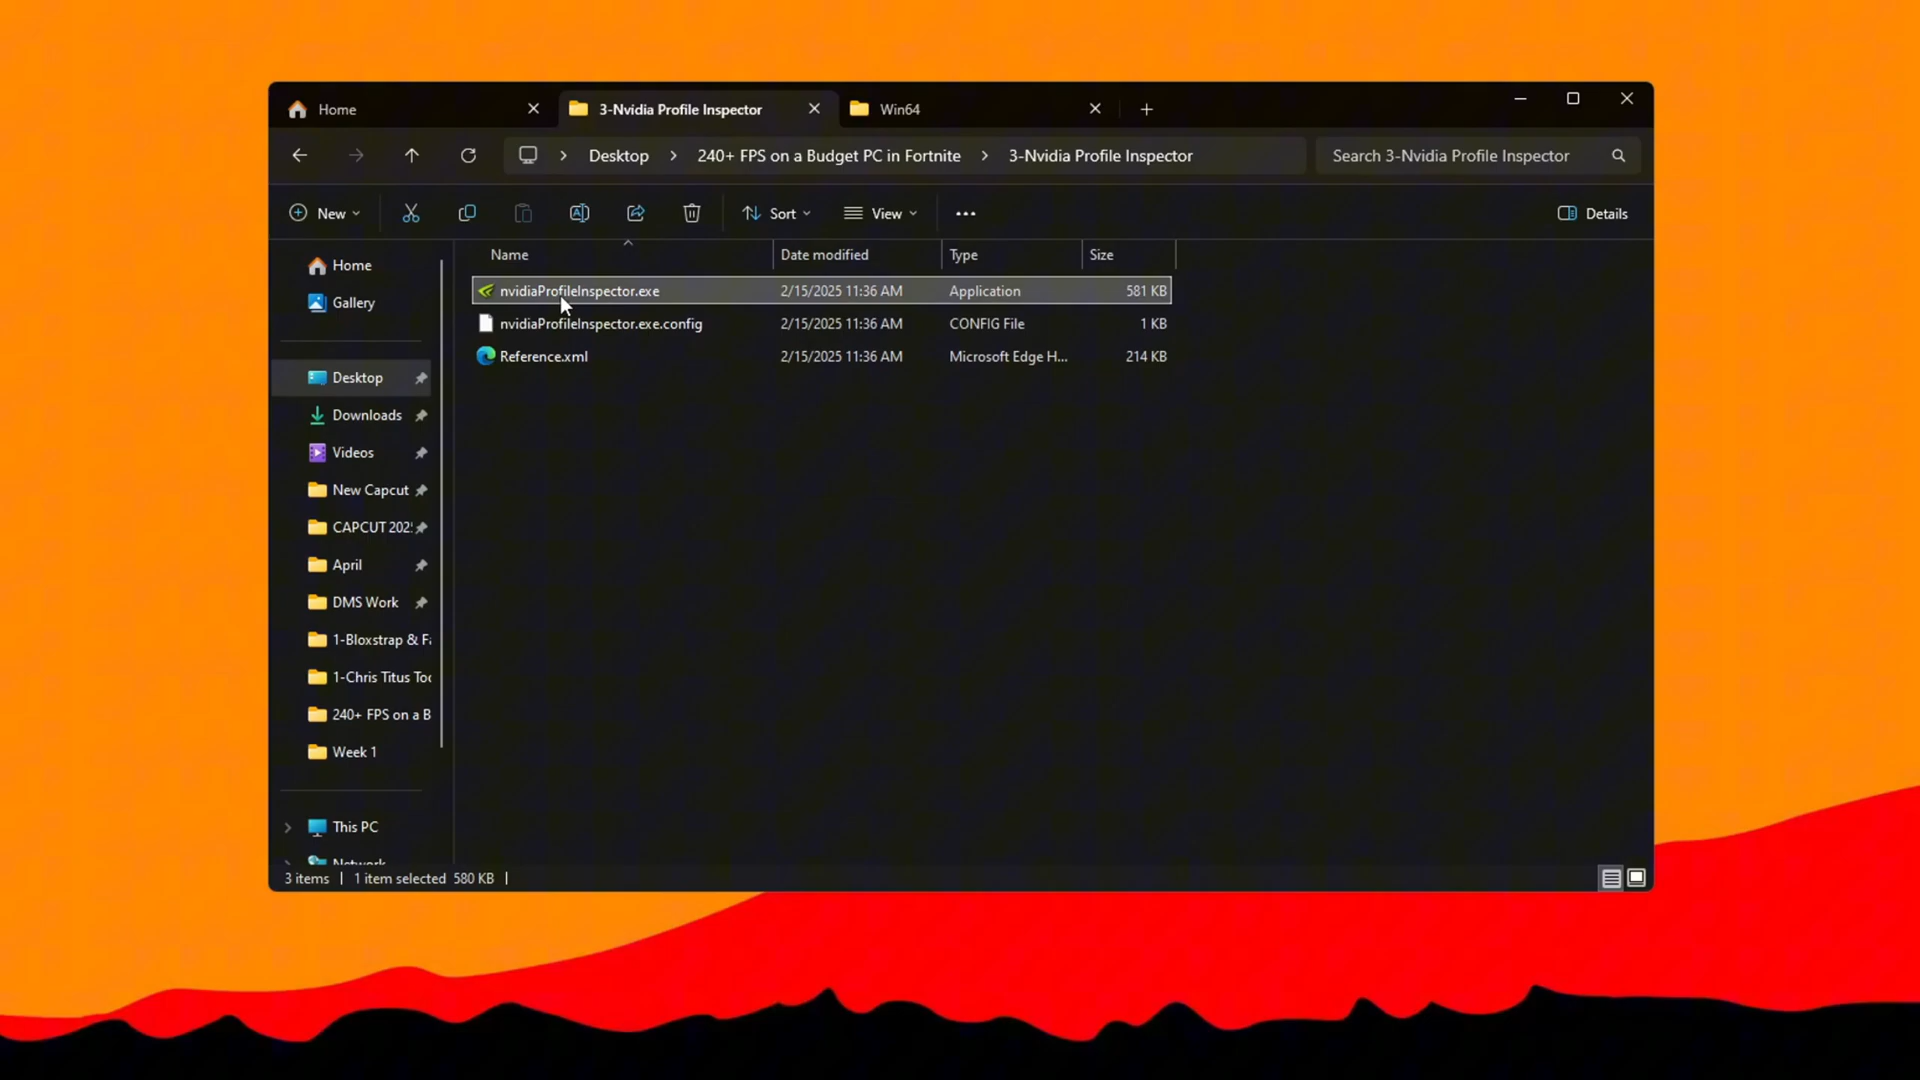 Home
3-Nvidia Profile Inspector
Win64
Desktop
240+ FPS on a Budget PC in Fortnite
3-Nvidia Profile Inspector
Search 3-Nvidia Profile Inspector
New
Sort
View
Details
Name
Date modified
Type
Size
nvidiaProfileInspector.exe
2/15/2025 11:36 AM
Application
581 KB
nvidiaProfileInspector.exe.config
2/15/2025 11:36 AM
CONFIG File
1 KB
Reference.xml
2/15/2025 11:36 AM
Microsoft Edge H...
214 KB
Home
Gallery
Desktop
Downloads
Videos
New Capcut
CAPCUT 202
April
DMS Work
1-Bloxstrap & F
1-Chris Titus To
240+ FPS on a B
Week 1
This PC
Network
3 items
1 item selected 580 KB